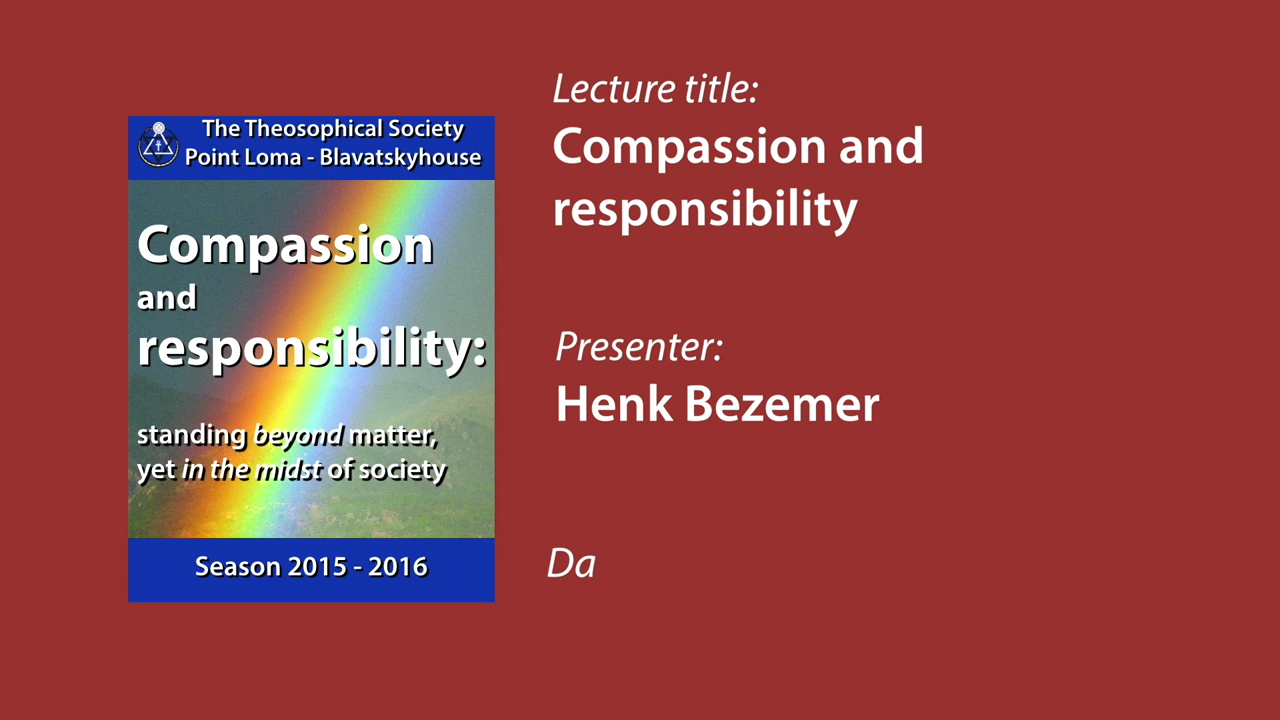 The Theosophical Society
Point Loma - Blavatskyhouse
Compassion
and
responsibility:
standing beyond matter,
yet in the midst of society
Season 2015 - 2016
Lecture title:
Compassion and
responsibility
Presenter:
Henk Bezemer
Da